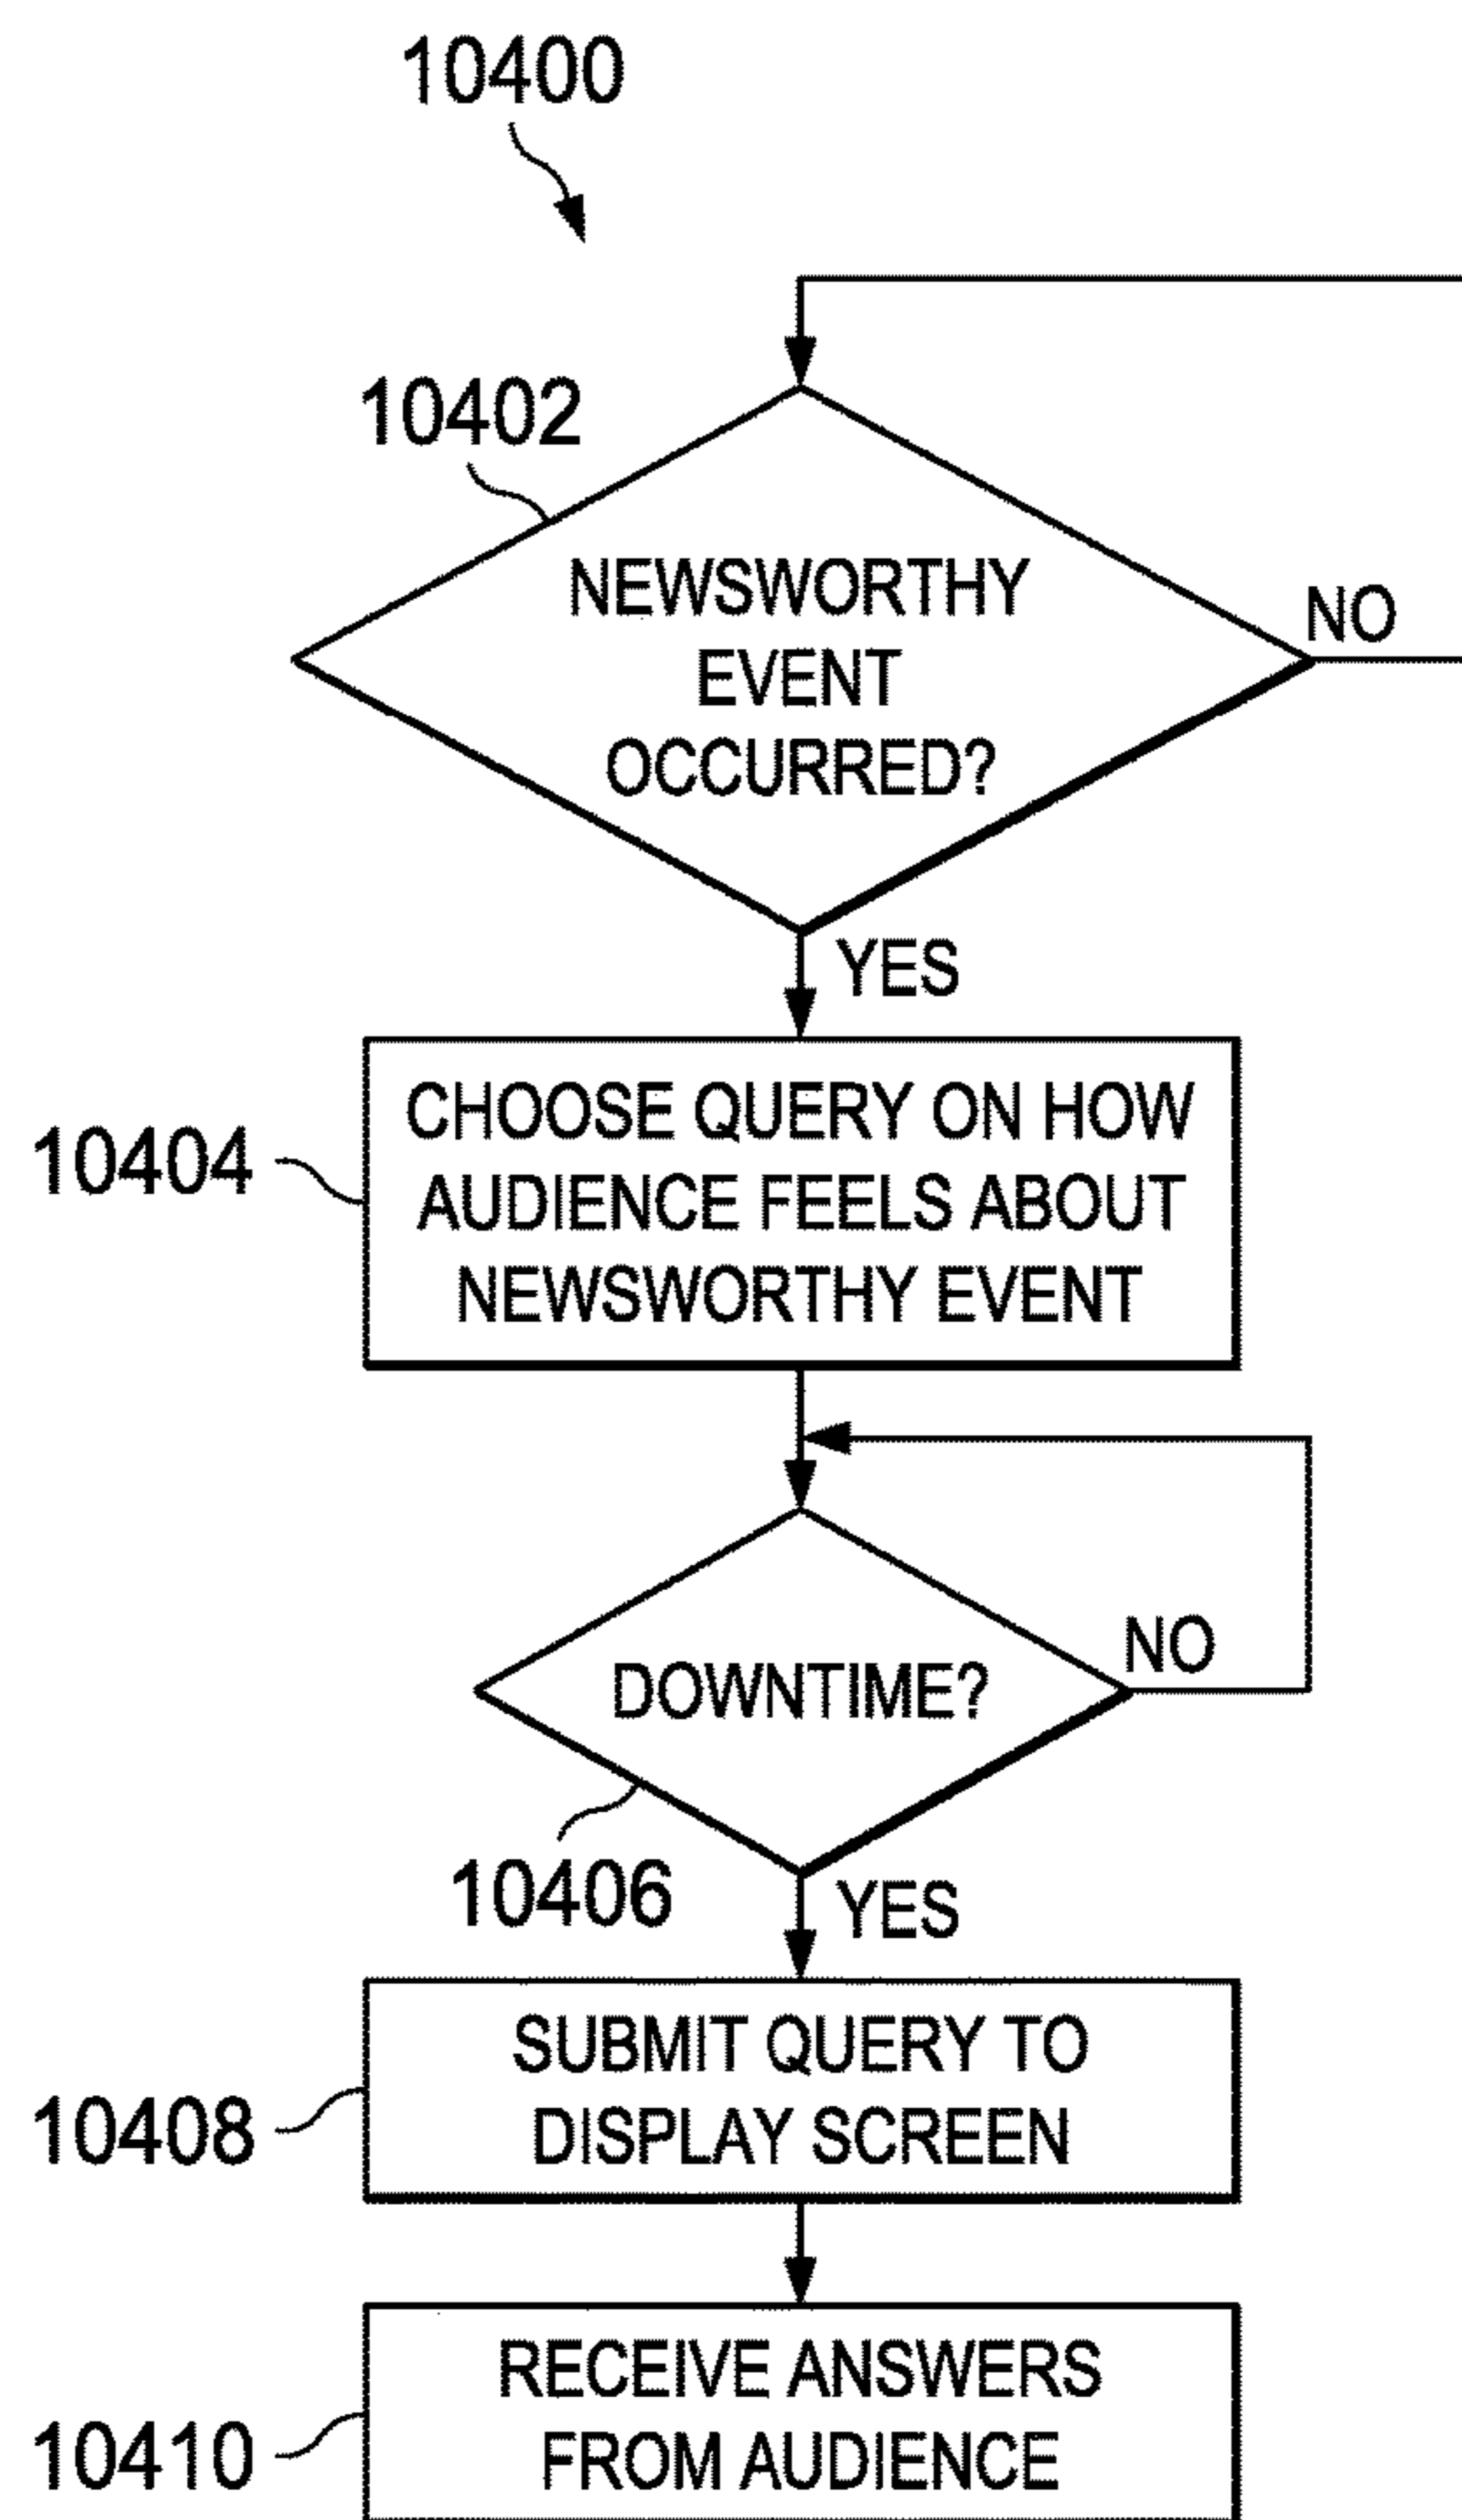 10400
10402
NEWSWORTHY
EVENT
OCCURRED?
NO
YES
10404
CHOOSE QUERY ON HOW
AUDIENCE FEELS ABOUT
NEWSWORTHY EVENT
DOWNTIME?
NO
10406
YES
10408
SUBMIT QUERY TO
DISPLAY SCREEN
10410
RECEIVE ANSWERS
FROM AUDIENCE